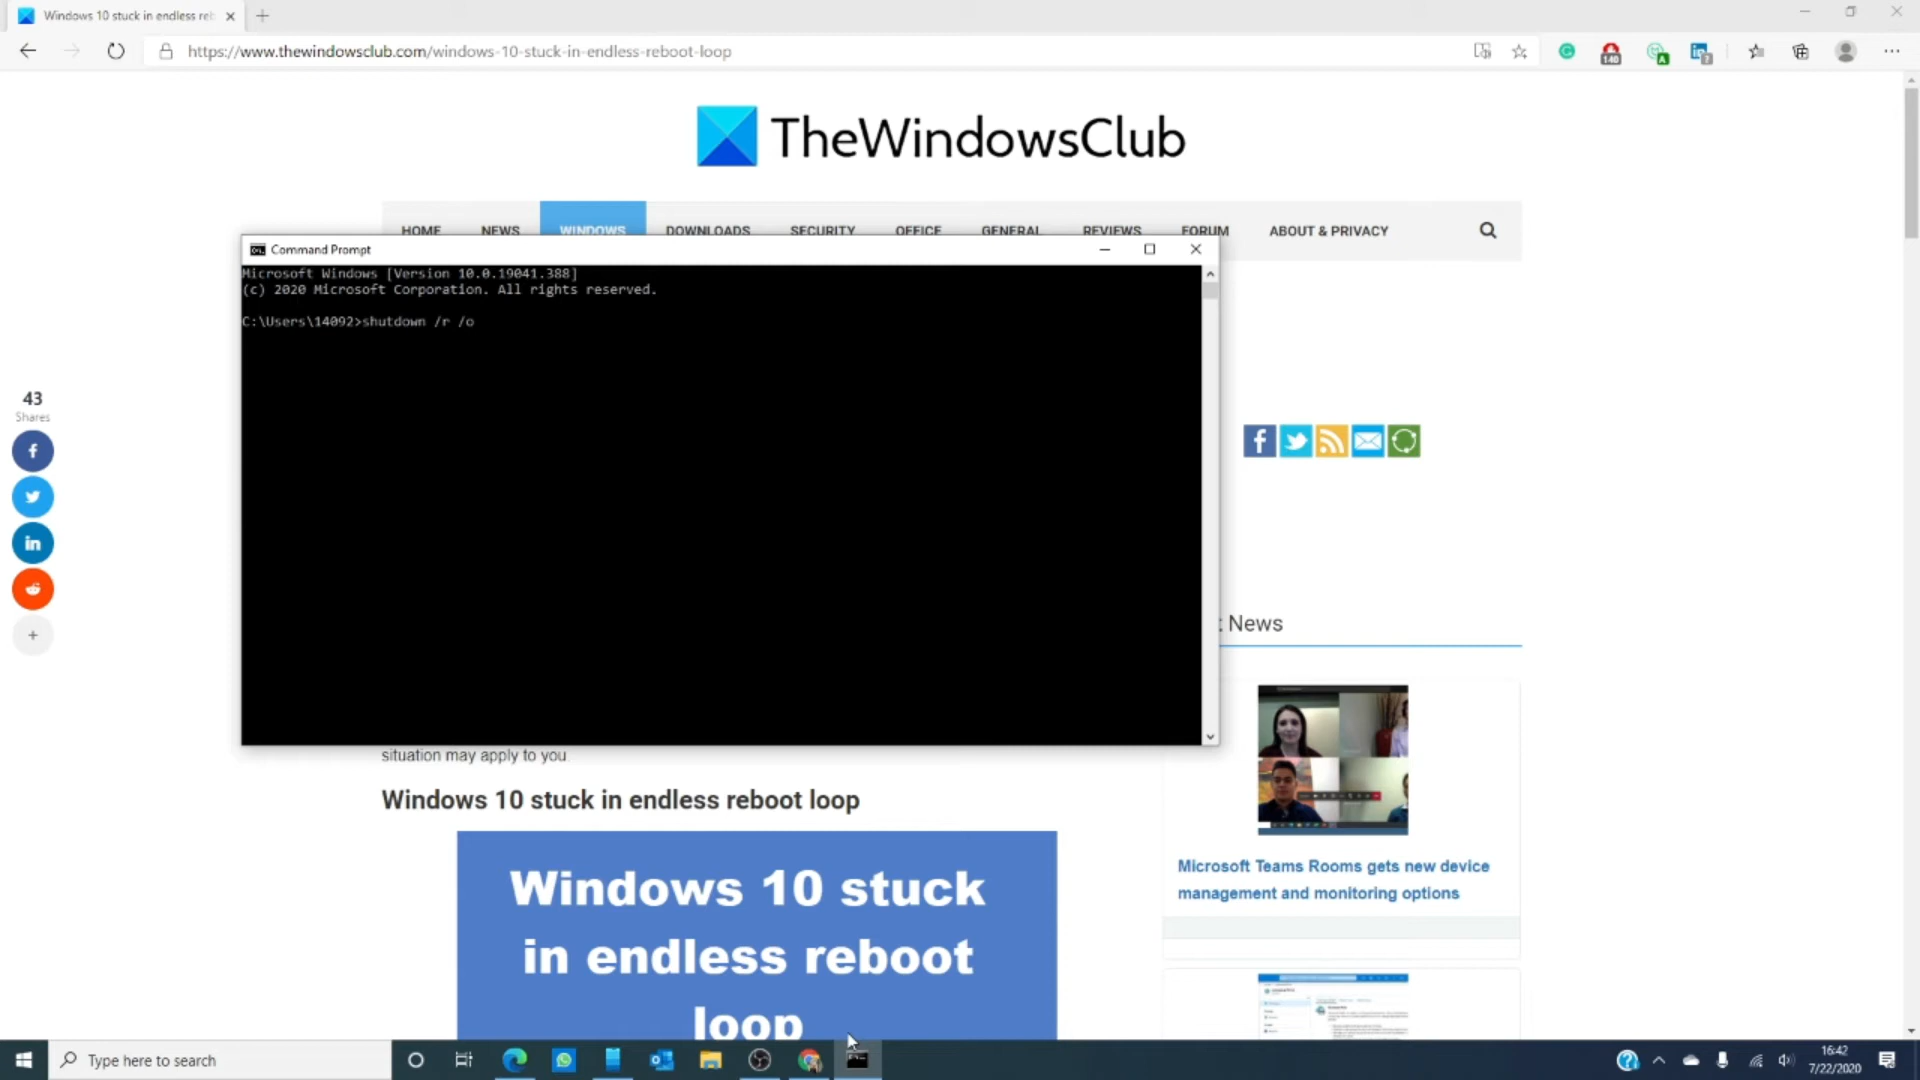 Windows 10 stuck in endless reb
https://www.thewindowsclub.com/windows-10-stuck-in-endless-reboot-loop
140
A
7
TheWindowsClub
HOME NEWS WINDOWS DOWNLOADS SECURITY OFFICE GENERAL REVIEWS FORUM ABOUT & PRIVACY
Command Prompt
Microsoft Windows [Version 10.0.19041.388]
(c) 2020 Microsoft Corporation. All rights reserved.
C:\Users\14092>shutdown /r /o
43
Shares
News
situation may apply to you.
Windows 10 stuck in endless reboot loop
Windows 10 stuck
in endless reboot
loop
Microsoft Teams Rooms gets new device
management and monitoring options
Type here to search
16:42
7/22/2020